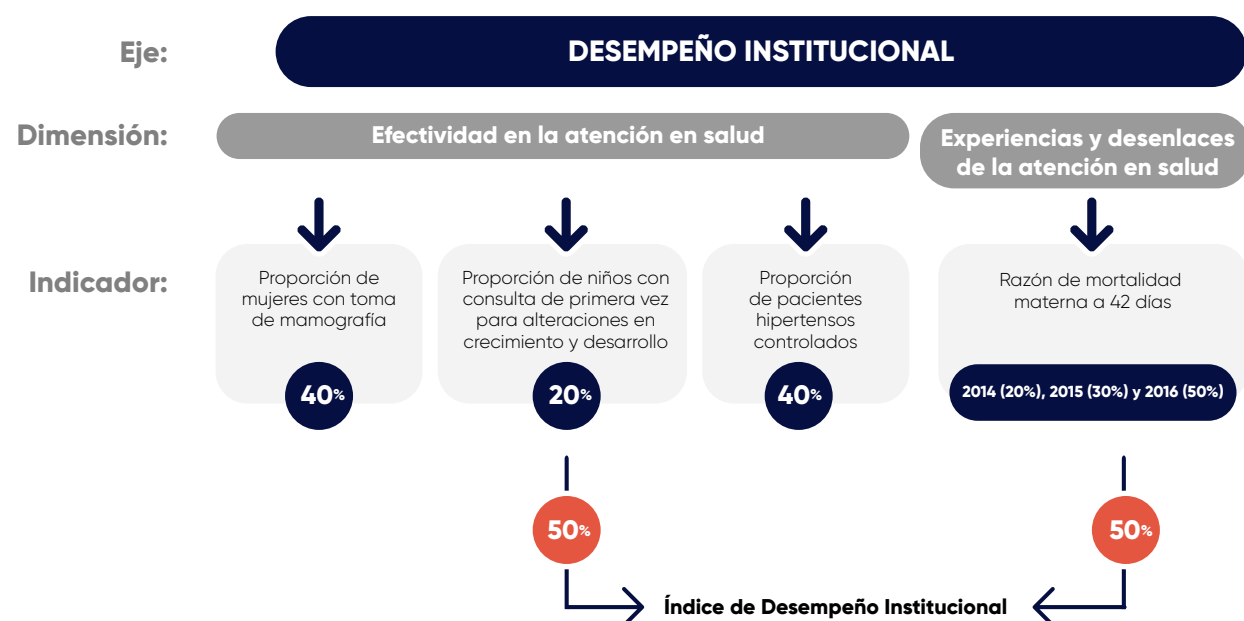 Eje:
DESEMPEÑO INSTITUCIONAL
Dimensión:
Efectividad en la atención en salud
Experiencias y desenlaces
de la atención en salud
Indicador:
Proporción de
mujeres con toma
de mamografía
40%
Proporción de niños con
consulta de primera vez
para alteraciones en
crecimiento y desarrollo
20%
Proporción
de pacientes
hipertensos
controlados
40%
Razón de mortalidad
materna a 42 días
2014 (20%), 2015 (30%) y 2016 (50%)
50%
50%
Índice de Desempeño Institucional